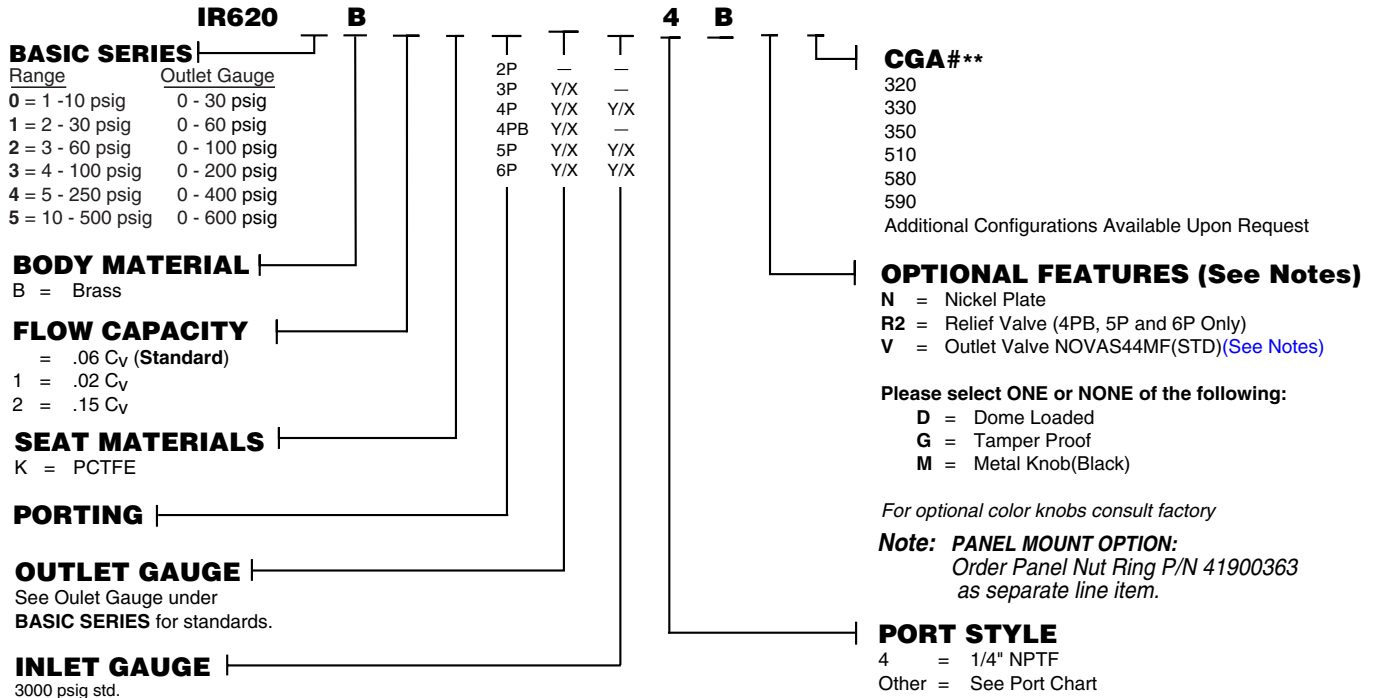 IR620 B 4 B
BASIC SERIES
Range Outlet Gauge
0 = 1 -10 psig 0 - 30 psig
1 = 2 - 30 psig 0 - 60 psig
2 = 3 - 60 psig 0 - 100 psig
3 = 4 - 100 psig 0 - 200 psig
4 = 5 - 250 psig 0 - 400 psig
5 = 10 - 500 psig 0 - 600 psig
BODY MATERIAL
B = Brass
FLOW CAPACITY
= .06 CV (Standard)
1 = .02 CV
2 = .15 CV
SEAT MATERIALS
K = PCTFE
PORTING
OUTLET GAUGE
See Oulet Gauge under
BASIC SERIES for standards.
INLET GAUGE
3000 psig std.
2P — —
3P Y/X —
4P Y/X Y/X
4PB Y/X —
5P Y/X Y/X
6P Y/X Y/X
CGA#**
320
330
350
510
580
590
Additional Configurations Available Upon Request
OPTIONAL FEATURES (See Notes)
N = Nickel Plate
R2 = Relief Valve (4PB, 5P and 6P Only)
V = Outlet Valve NOVAS44MF(STD)(See Notes)
Please select ONE or NONE of the following:
D = Dome Loaded
G = Tamper Proof
M = Metal Knob(Black)
For optional color knobs consult factory
Note: PANEL MOUNT OPTION:
Order Panel Nut Ring P/N 41900363
as separate line item.
PORT STYLE
4 = 1/4" NPTF
Other = See Port Chart